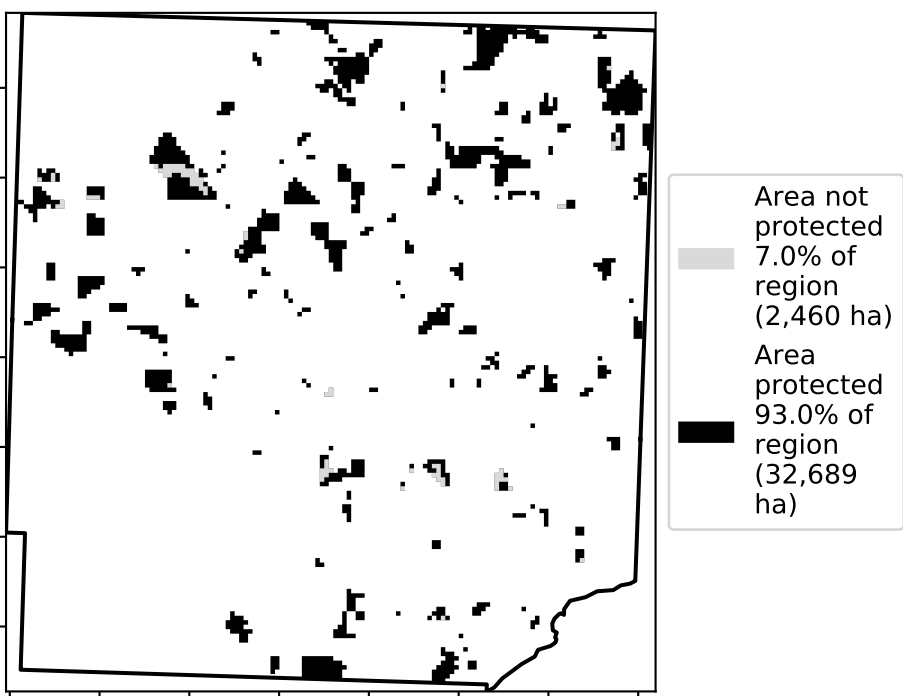 Area not
protected
7.0% of
region
(2,460 ha)
Area
protected
93.0% of
region
(32,689
ha)